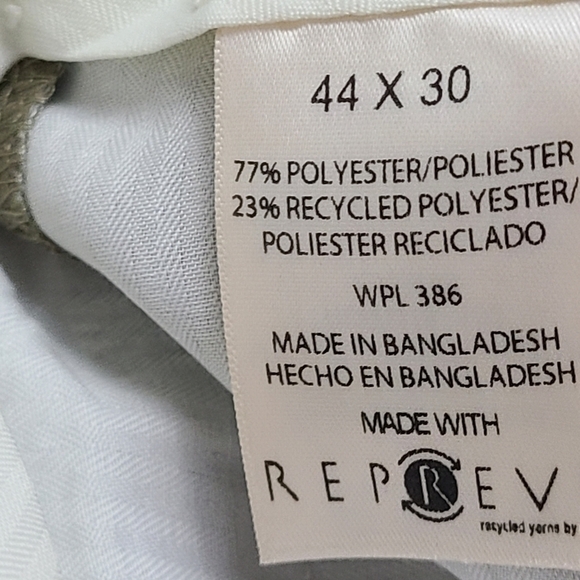 44 X 30
77% POLYESTER/POLIESTER
23% RECYCLED POLYESTER/
POLIESTER RECICLADO
WPL 386
MADE IN BANGLADESH
HECHO EN BANGLADESH
MADE WITH
REPREV
recycled yarns by